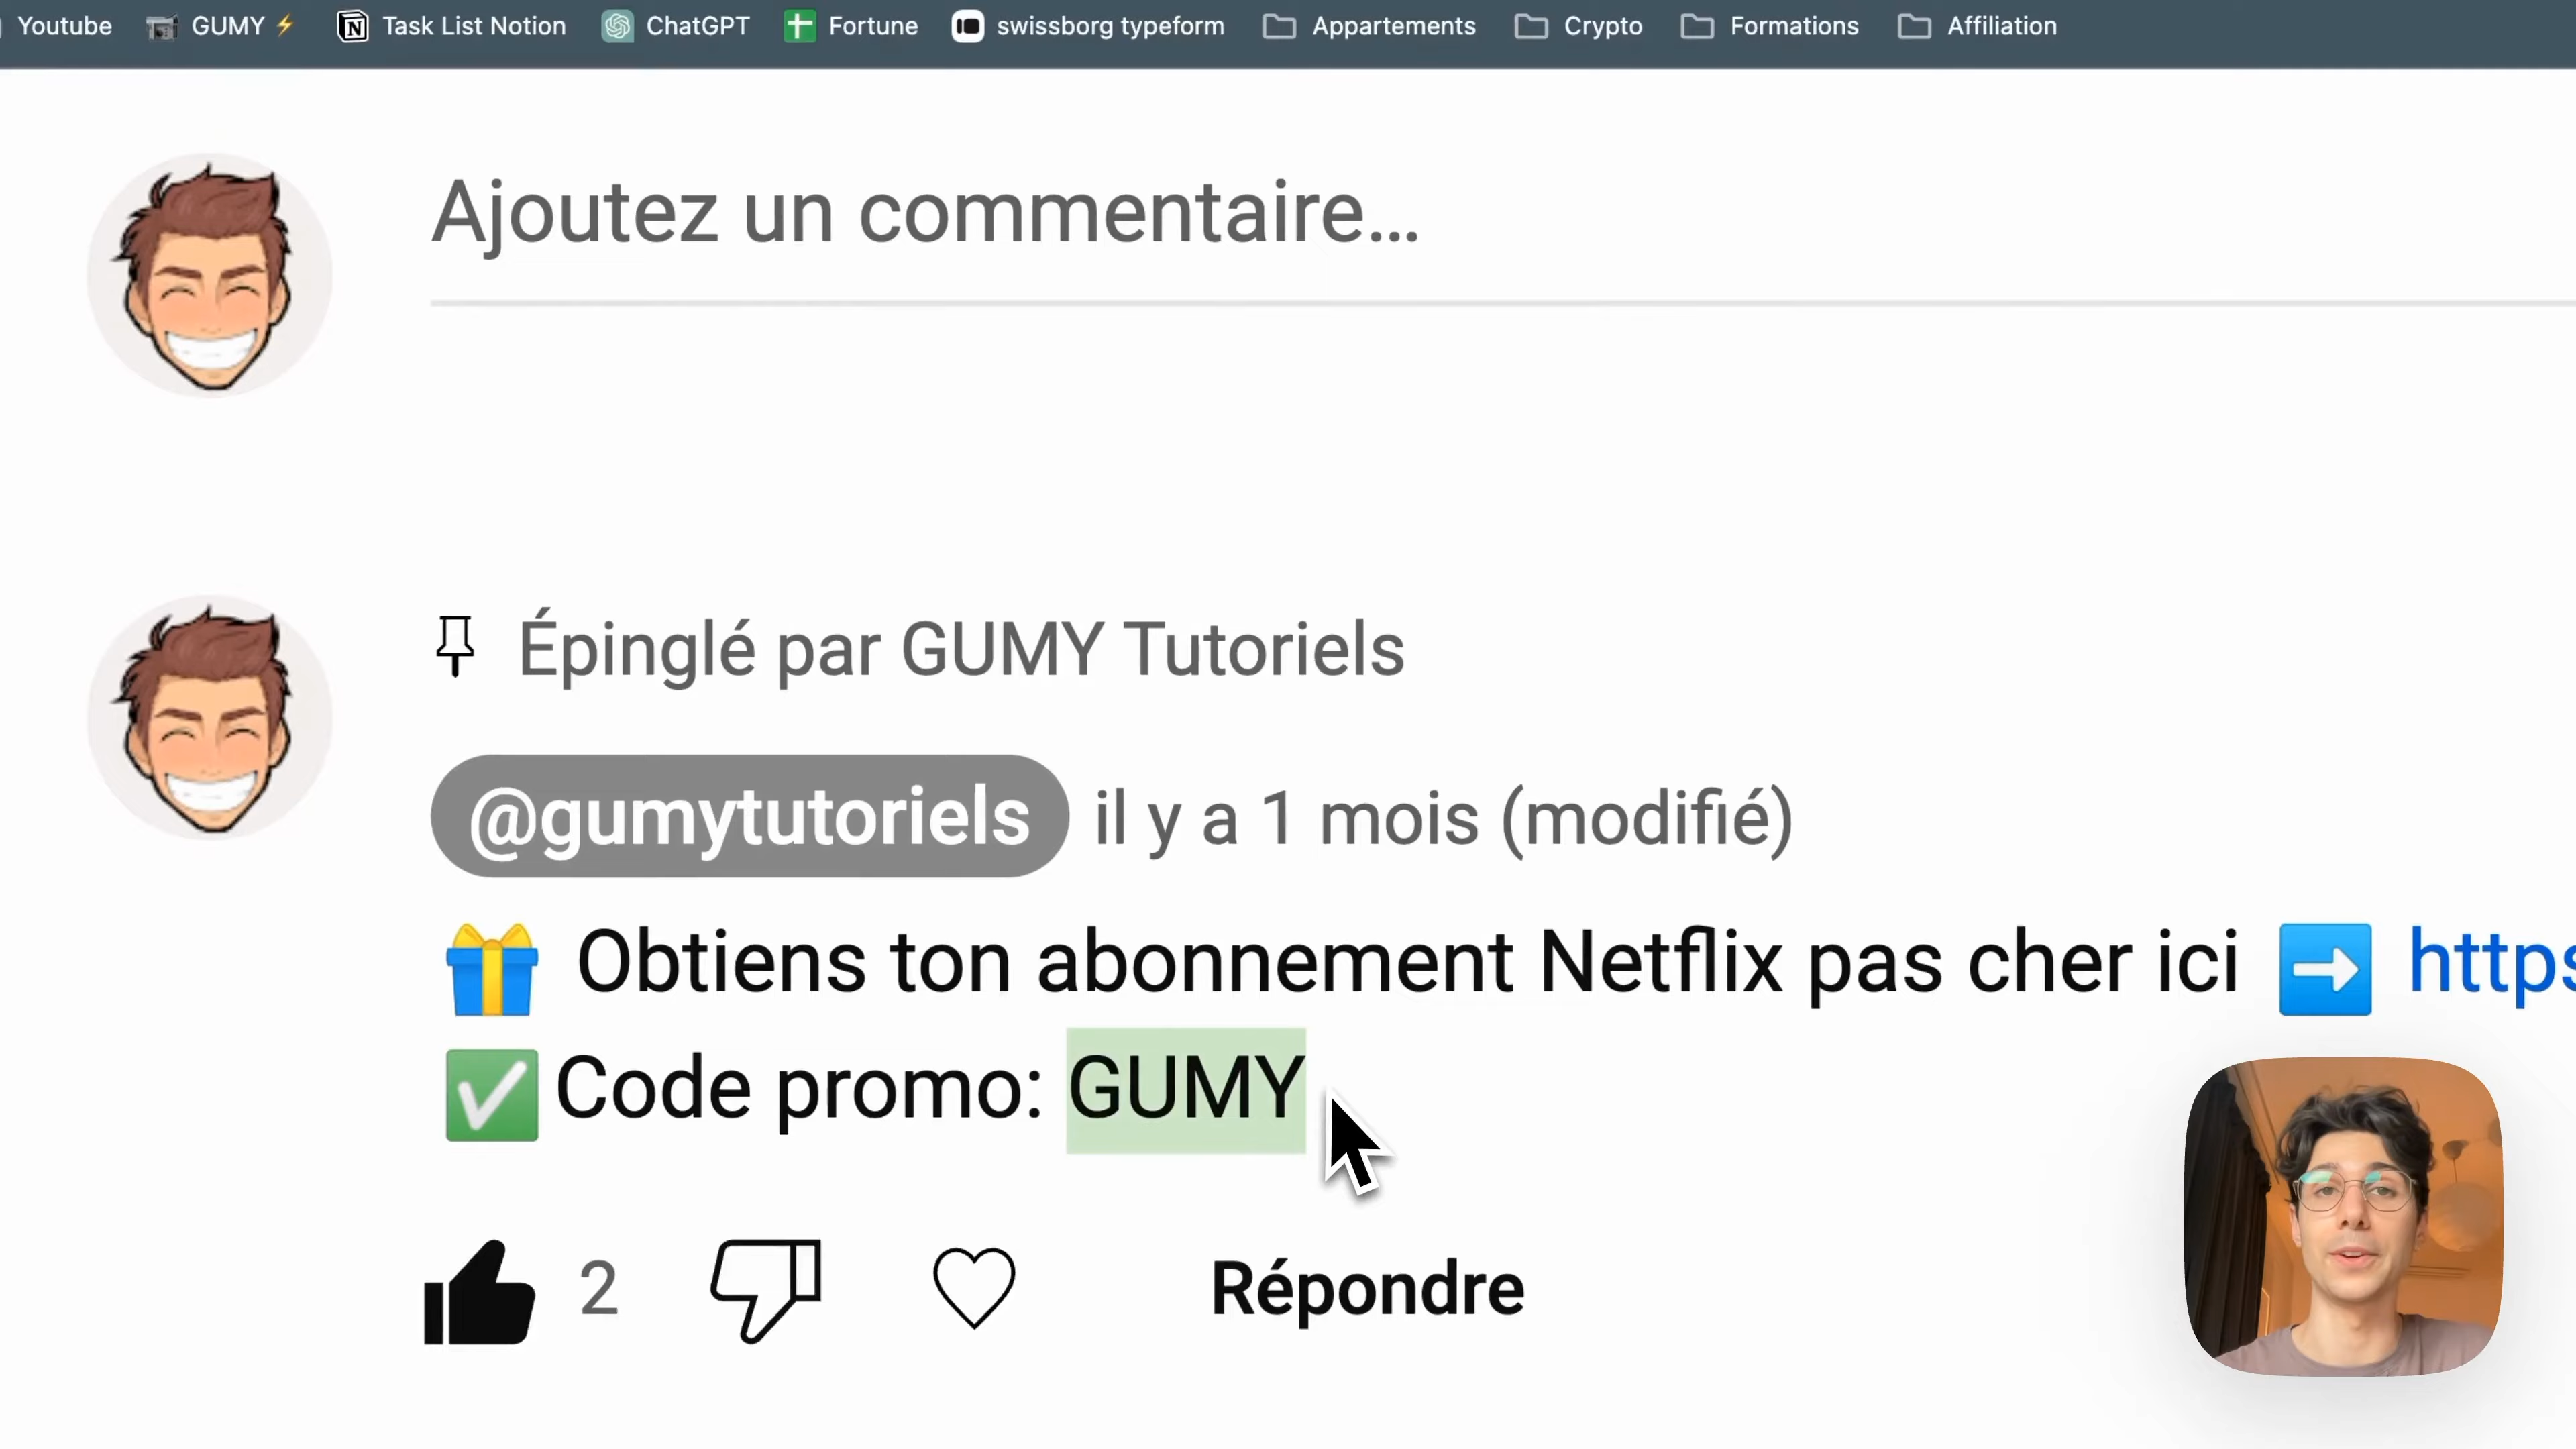 Youtube GUMY⚡ Task List Notion ChatGPT Fortune swissborg typeform Appartements Crypto Formations Affiliation
Ajoutez un commentaire...
Épinglé par GUMY Tutoriels
@gumytutoriels il y a 1 mois (modifié)
🎁 Obtiens ton abonnement Netflix pas cher ici ➡️ https
✅ Code promo: GUMY
2 Répondre